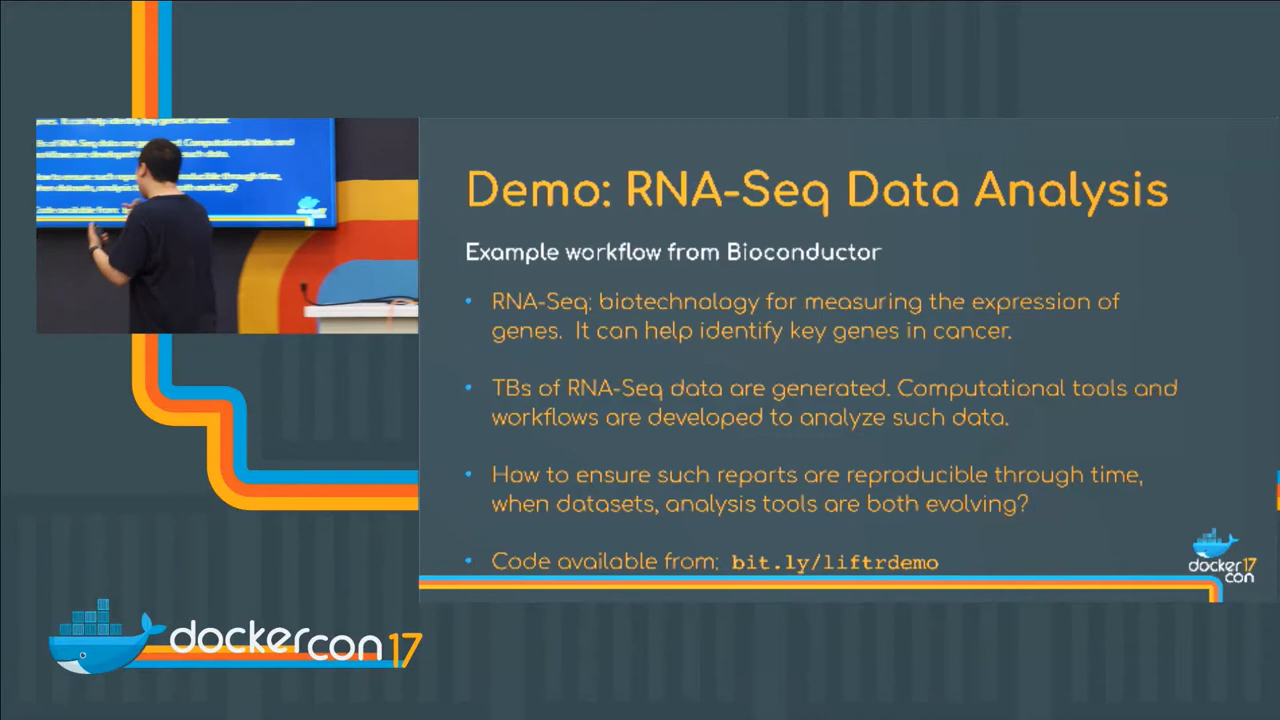 Demo: RNA-Seq Data Analysis
Example workflow from Bioconductor
• RNA-Seq: biotechnology for measuring the expression of
genes. It can help identify key genes in cancer.
• TBs of RNA-Seq data are generated. Computational tools and
workflows are developed to analyze such data.
• How to ensure such reports are reproducible through time,
when datasets, analysis tools are both evolving?
• Code available from: bit.ly/liftrdemo
docker 17
con
dockercon 17